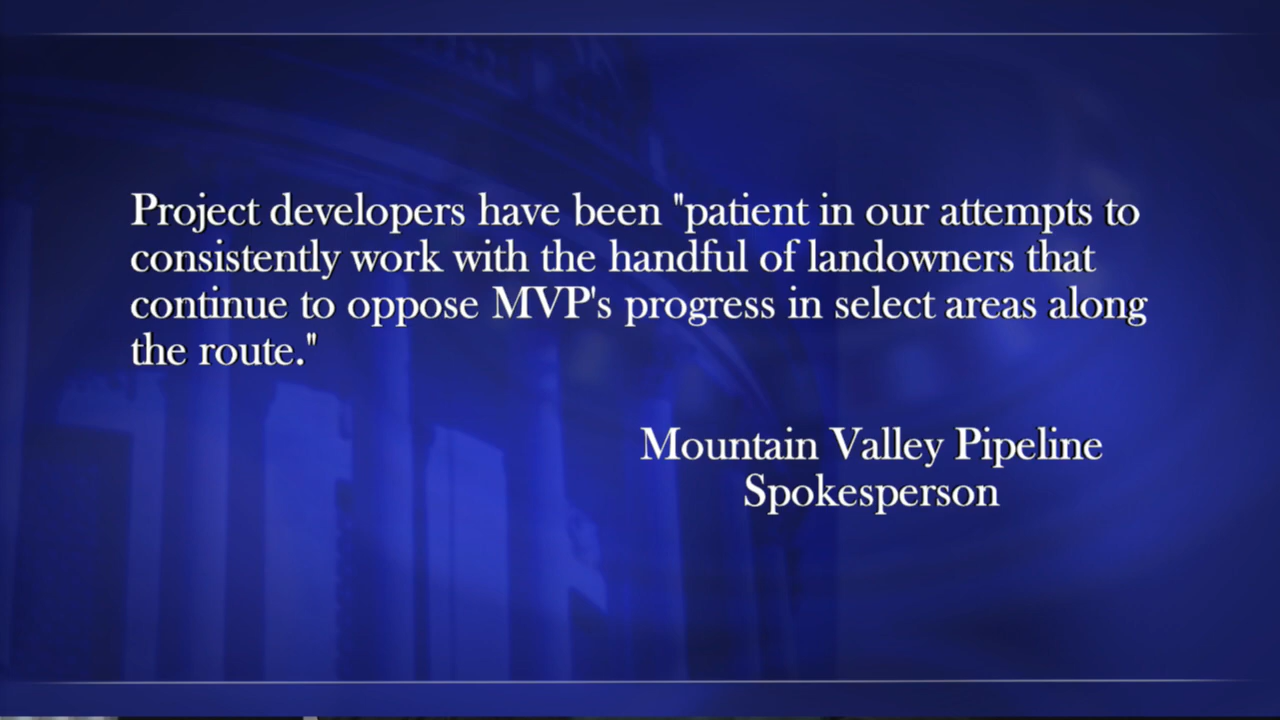 Project developers have been "patient in our attempts to
consistently work with the handful of landowners that
continue to oppose MVP's progress in select areas along
the route."
Mountain Valley Pipeline
Spokesperson